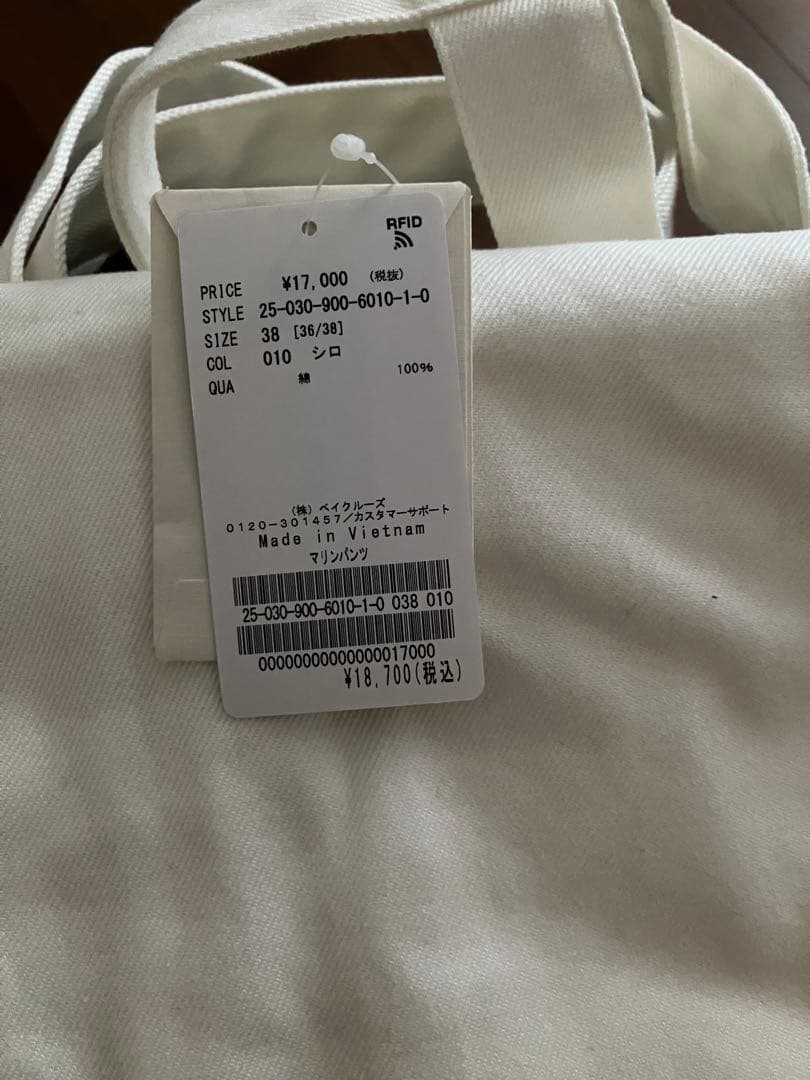 RFID
PRICE ¥17,000 (税抜)
STYLE 25-030-900-6010-1-0
SIZE 38 [36/38]
COL 010 シロ
QUA 綿 100%
(株) ベイクルーズ
0120-301457/カスタマーサポート
Made in Vietnam
マリンパンツ
25-030-900-6010-1-0 038 010
00000000000000017000
¥18,700(税込)